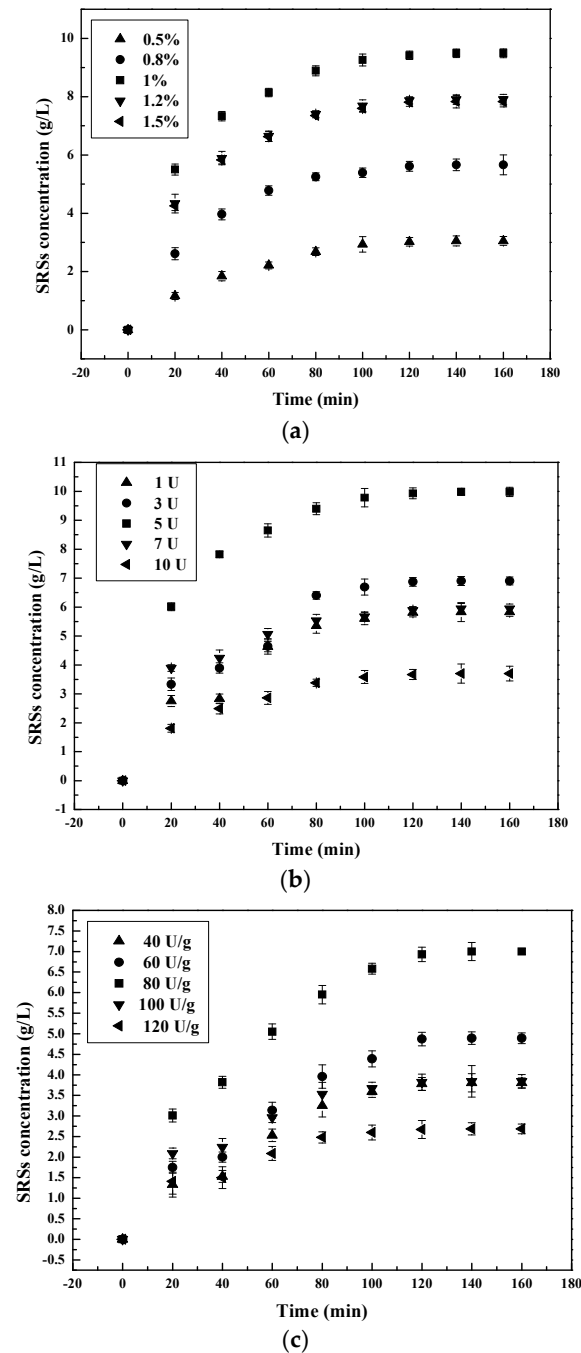 10
8
6
4
2
0
SRSs concentration (g/L)
0.5%
0.8%
1%
1.2%
1.5%
-20 0 20 40 60 80 100 120 140 160 180
Time (min)
(a)
11
10
9
8
7
6
5
4
3
2
1
0
-1
SRSs concentration (g/L)
1 U
3 U
5 U
7 U
10 U
-20 0 20 40 60 80 100 120 140 160 180
Time (min)
(b)
8.0
7.5
7.0
6.5
6.0
5.5
5.0
4.5
4.0
3.5
3.0
2.5
2.0
1.5
1.0
0.5
0.0
-0.5
SRSs concentration (g/L)
40 U/g
60 U/g
80 U/g
100 U/g
120 U/g
-20 0 20 40 60 80 100 120 140 160 180
Time (min)
(c)